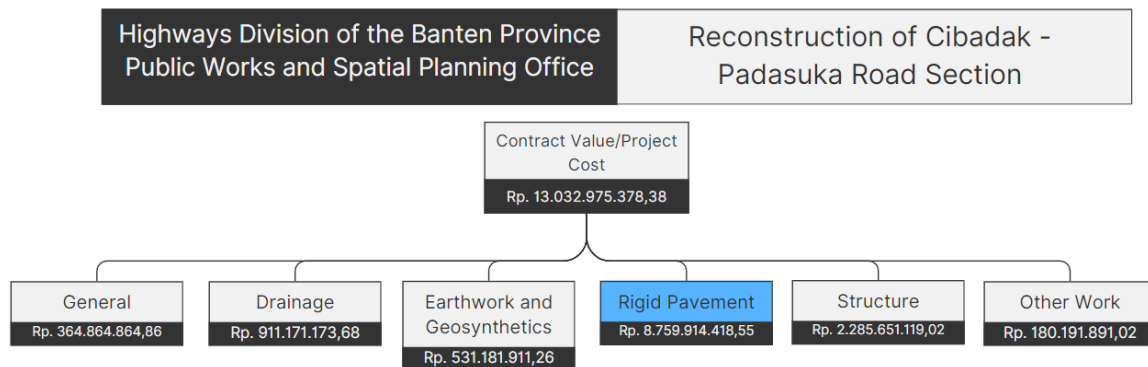 Highways Division of the Banten Province
Public Works and Spatial Planning Office
Reconstruction of Cibadak -
Padasuka Road Section
Contract Value/Project
Cost
Rp. 13.032.975.378,38
General
Rp. 364.864.864,86
Drainage
Rp. 911.171.173,68
Earthwork and
Geosynthetics
Rp. 531.181.911,26
Rigid Pavement
Rp. 8.759.914.418,55
Structure
Rp. 2.285.651.119,02
Other Work
Rp. 180.191.891,02